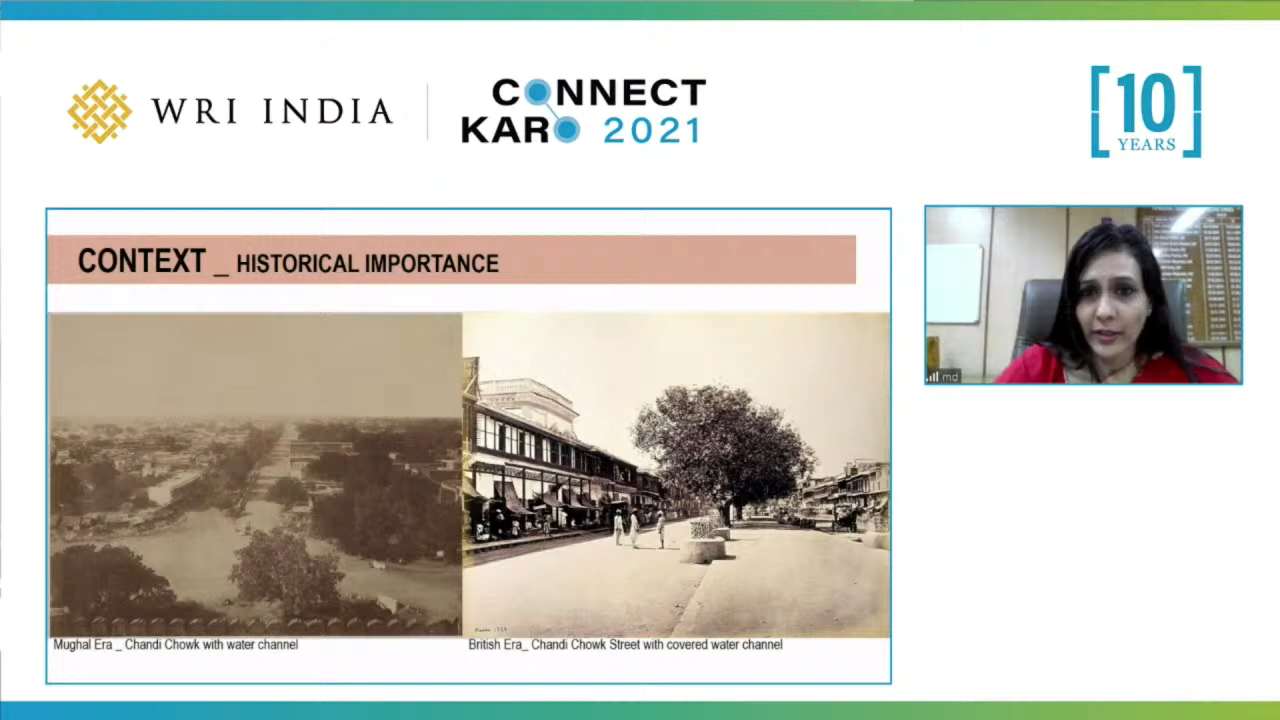 WRI INDIA
CONNECT
KARO 2021
10
YEARS
CONTEXT _ HISTORICAL IMPORTANCE
Mughal Era _ Chandi Chowk with water channel
British Era_ Chandi Chowk Street with covered water channel
md